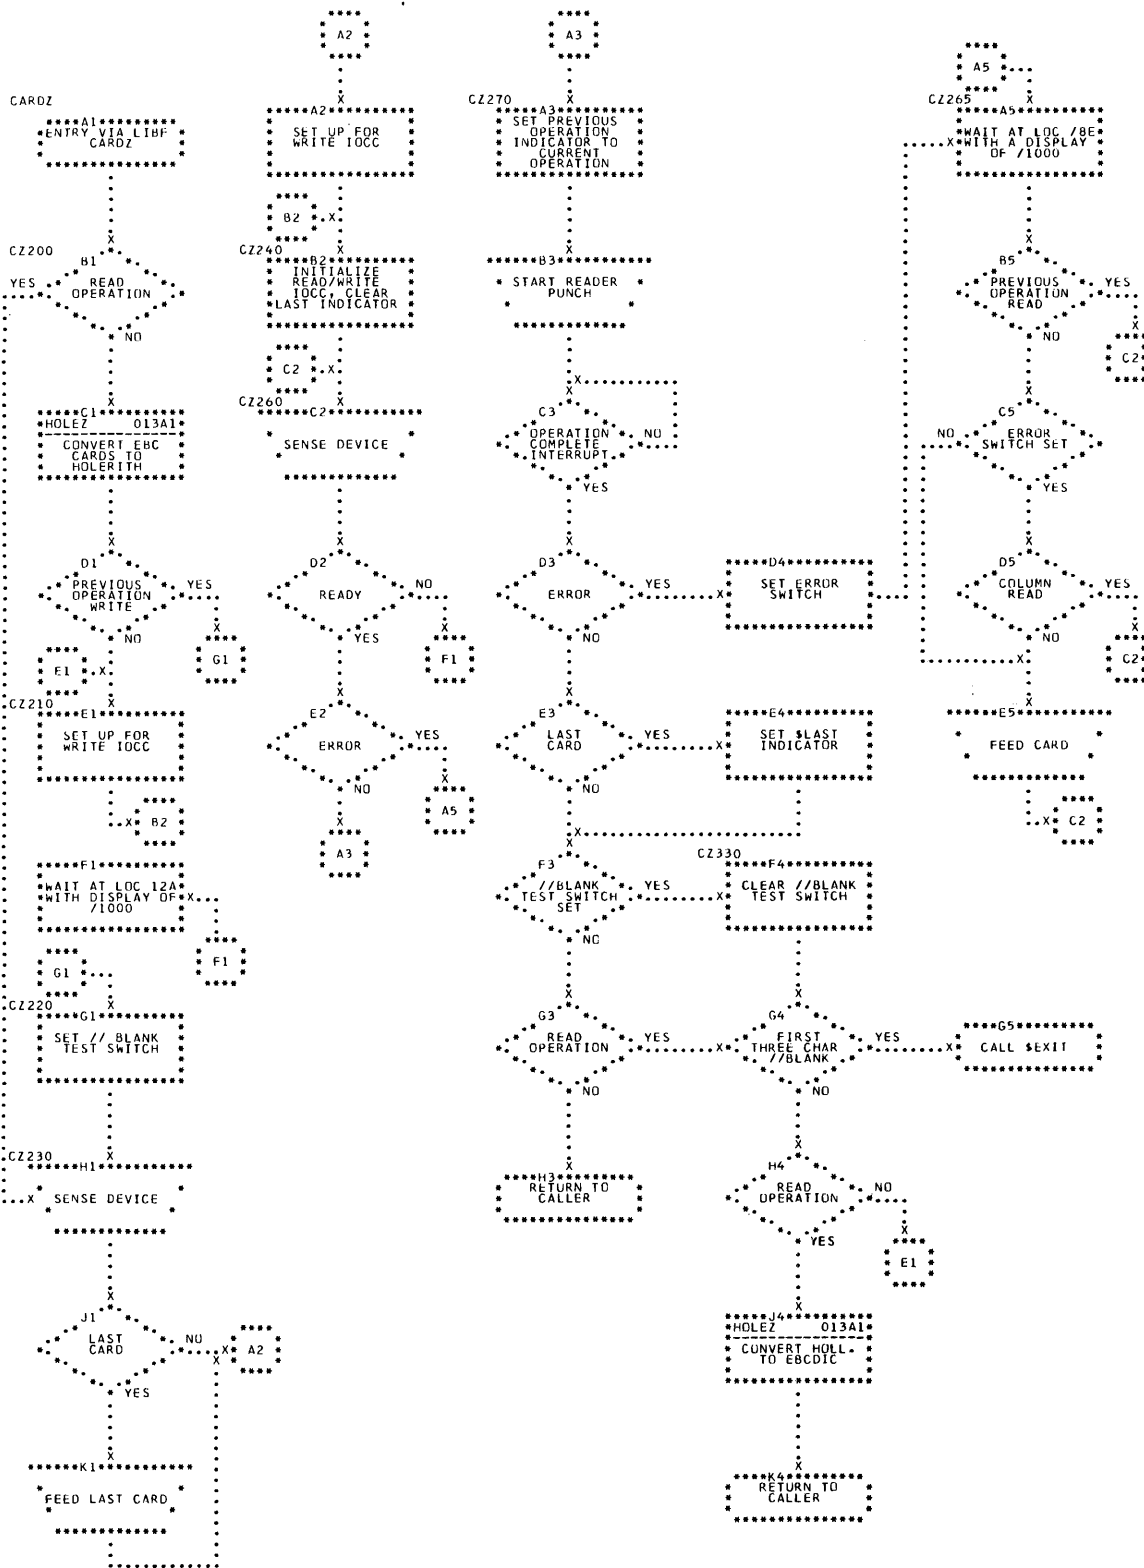 A2
A3
A5
CARDZ
CZ270
CZ265
A1
ENTRY VIA LIBF
CARDZ
A2
SET UP FOR
WRITE IOCC
A3
SET PREVIOUS
OPERATION
INDICATOR TO
CURRENT
OPERATION
A5
WAIT AT LOC /8E
WITH A DISPLAY
OF /1000
B2
CZ200
B1
READ
OPERATION
YES
NO
CZ240
B2
INITIALIZE
READ/WRITE
IOCC, CLEAR
LAST INDICATOR
B3
START READER
PUNCH
B5
PREVIOUS
OPERATION
READ
YES
NO
C2
C2
CZ260
C1
HOLEZ 013A1
CONVERT EBC
CARDS TO
HOLERITH
C2
SENSE DEVICE
C3
OPERATION
COMPLETE
INTERRUPT
NO
YES
C5
ERROR
SWITCH SET
NO
YES
D1
PREVIOUS
OPERATION
WRITE
YES
NO
G1
D2
READY
NO
YES
F1
D3
ERROR
YES
NO
D4
SET ERROR
SWITCH
D5
COLUMN
READ
YES
NO
C2
E1
CZ210
E1
SET UP FOR
WRITE IOCC
B2
E2
ERROR
YES
NO
A5
A3
E3
LAST
CARD
YES
NO
E4
SET $LAST
INDICATOR
E5
FEED CARD
C2
F1
WAIT AT LOC 12A
WITH DISPLAY OF
/1000
F1
F3
//BLANK
TEST SWITCH
SET
YES
NO
CZ330
F4
CLEAR //BLANK
TEST SWITCH
G1
CZ220
G1
SET // BLANK
TEST SWITCH
G3
READ
OPERATION
YES
NO
G4
FIRST
THREE CHAR
//BLANK
YES
NO
G5
CALL $EXIT
CZ230
H1
SENSE DEVICE
H3
RETURN TO
CALLER
H4
READ
OPERATION
NO
YES
E1
J1
LAST
CARD
NO
YES
A2
J4
HOLEZ 013A1
CONVERT HOLL.
TO EBCDIC
K1
FEED LAST CARD
K4
RETURN TO
CALLER